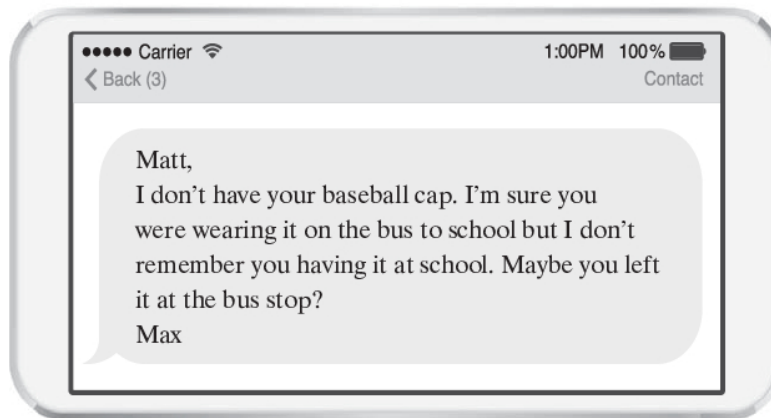 ●●●●● Carrier 1:00PM 100%
Back (3) Contact
Matt,
I don't have your baseball cap. I'm sure you
were wearing it on the bus to school but I don't
remember you having it at school. Maybe you left
it at the bus stop?
Max